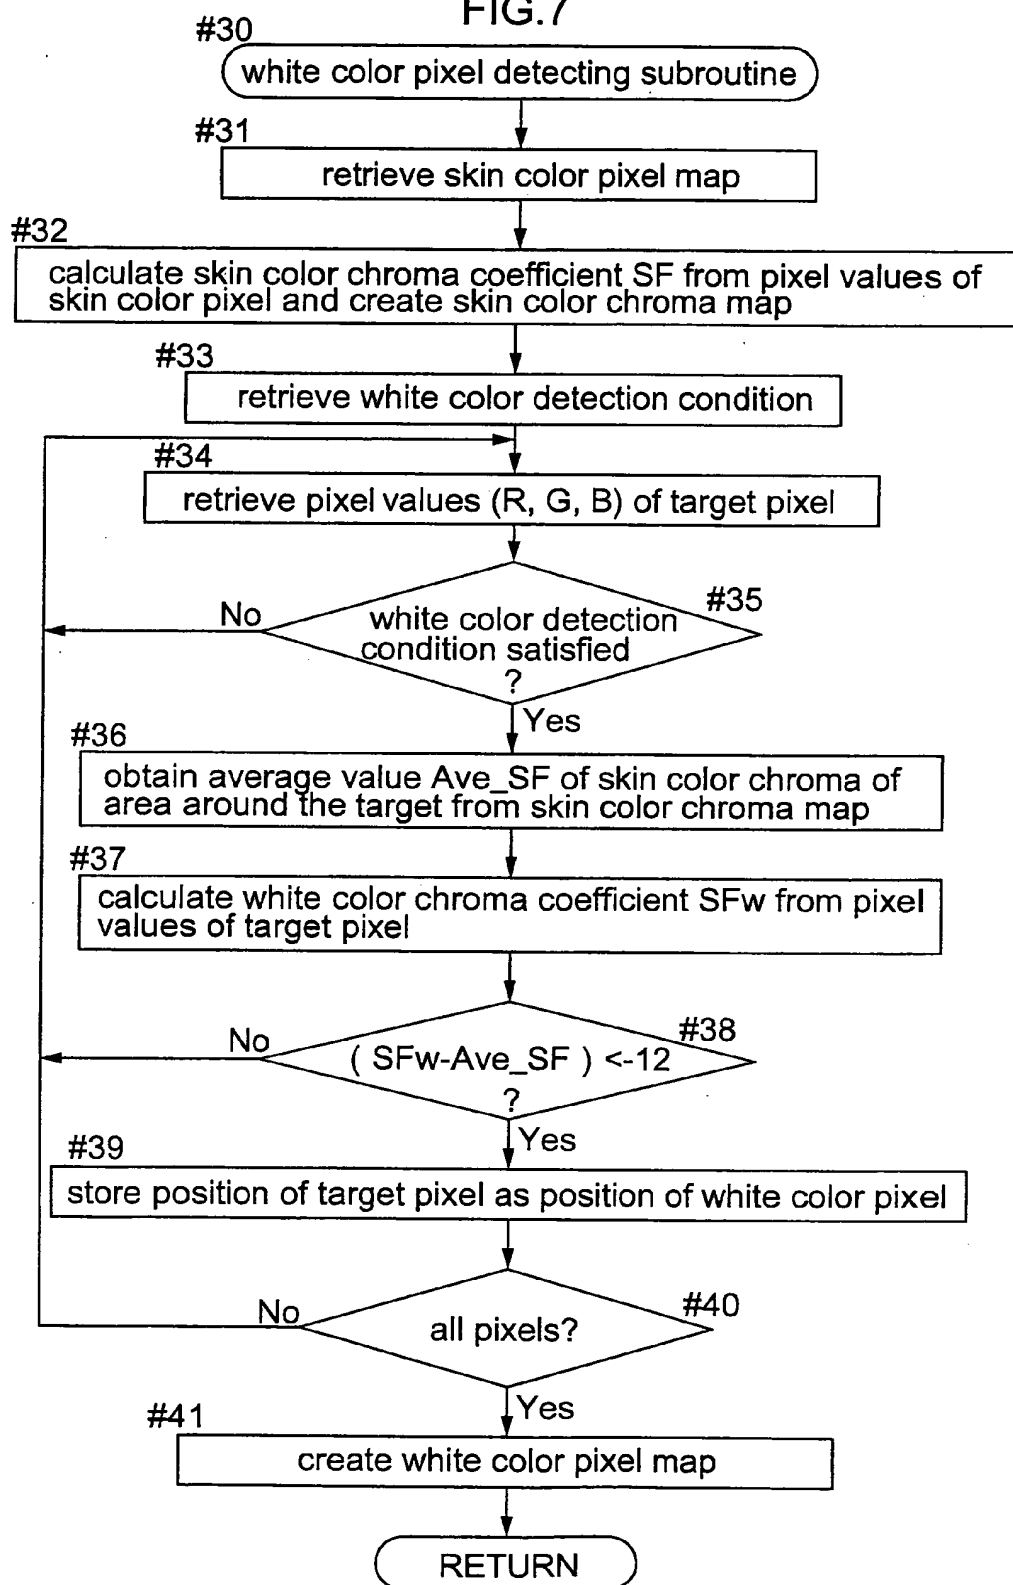 FIG.7
#30
white color pixel detecting subroutine
#31
retrieve skin color pixel map
#32
calculate skin color chroma coefficient SF from pixel values of
skin color pixel and create skin color chroma map
#33
retrieve white color detection condition
#34
retrieve pixel values (R, G, B) of target pixel
#35
No
white color detection
condition satisfied
?
Yes
#36
obtain average value Ave_SF of skin color chroma of
area around the target from skin color chroma map
#37
calculate white color chroma coefficient SFw from pixel
values of target pixel
#38
No
( SFw-Ave_SF ) <-12
?
Yes
#39
store position of target pixel as position of white color pixel
#40
No
all pixels?
Yes
#41
create white color pixel map
RETURN